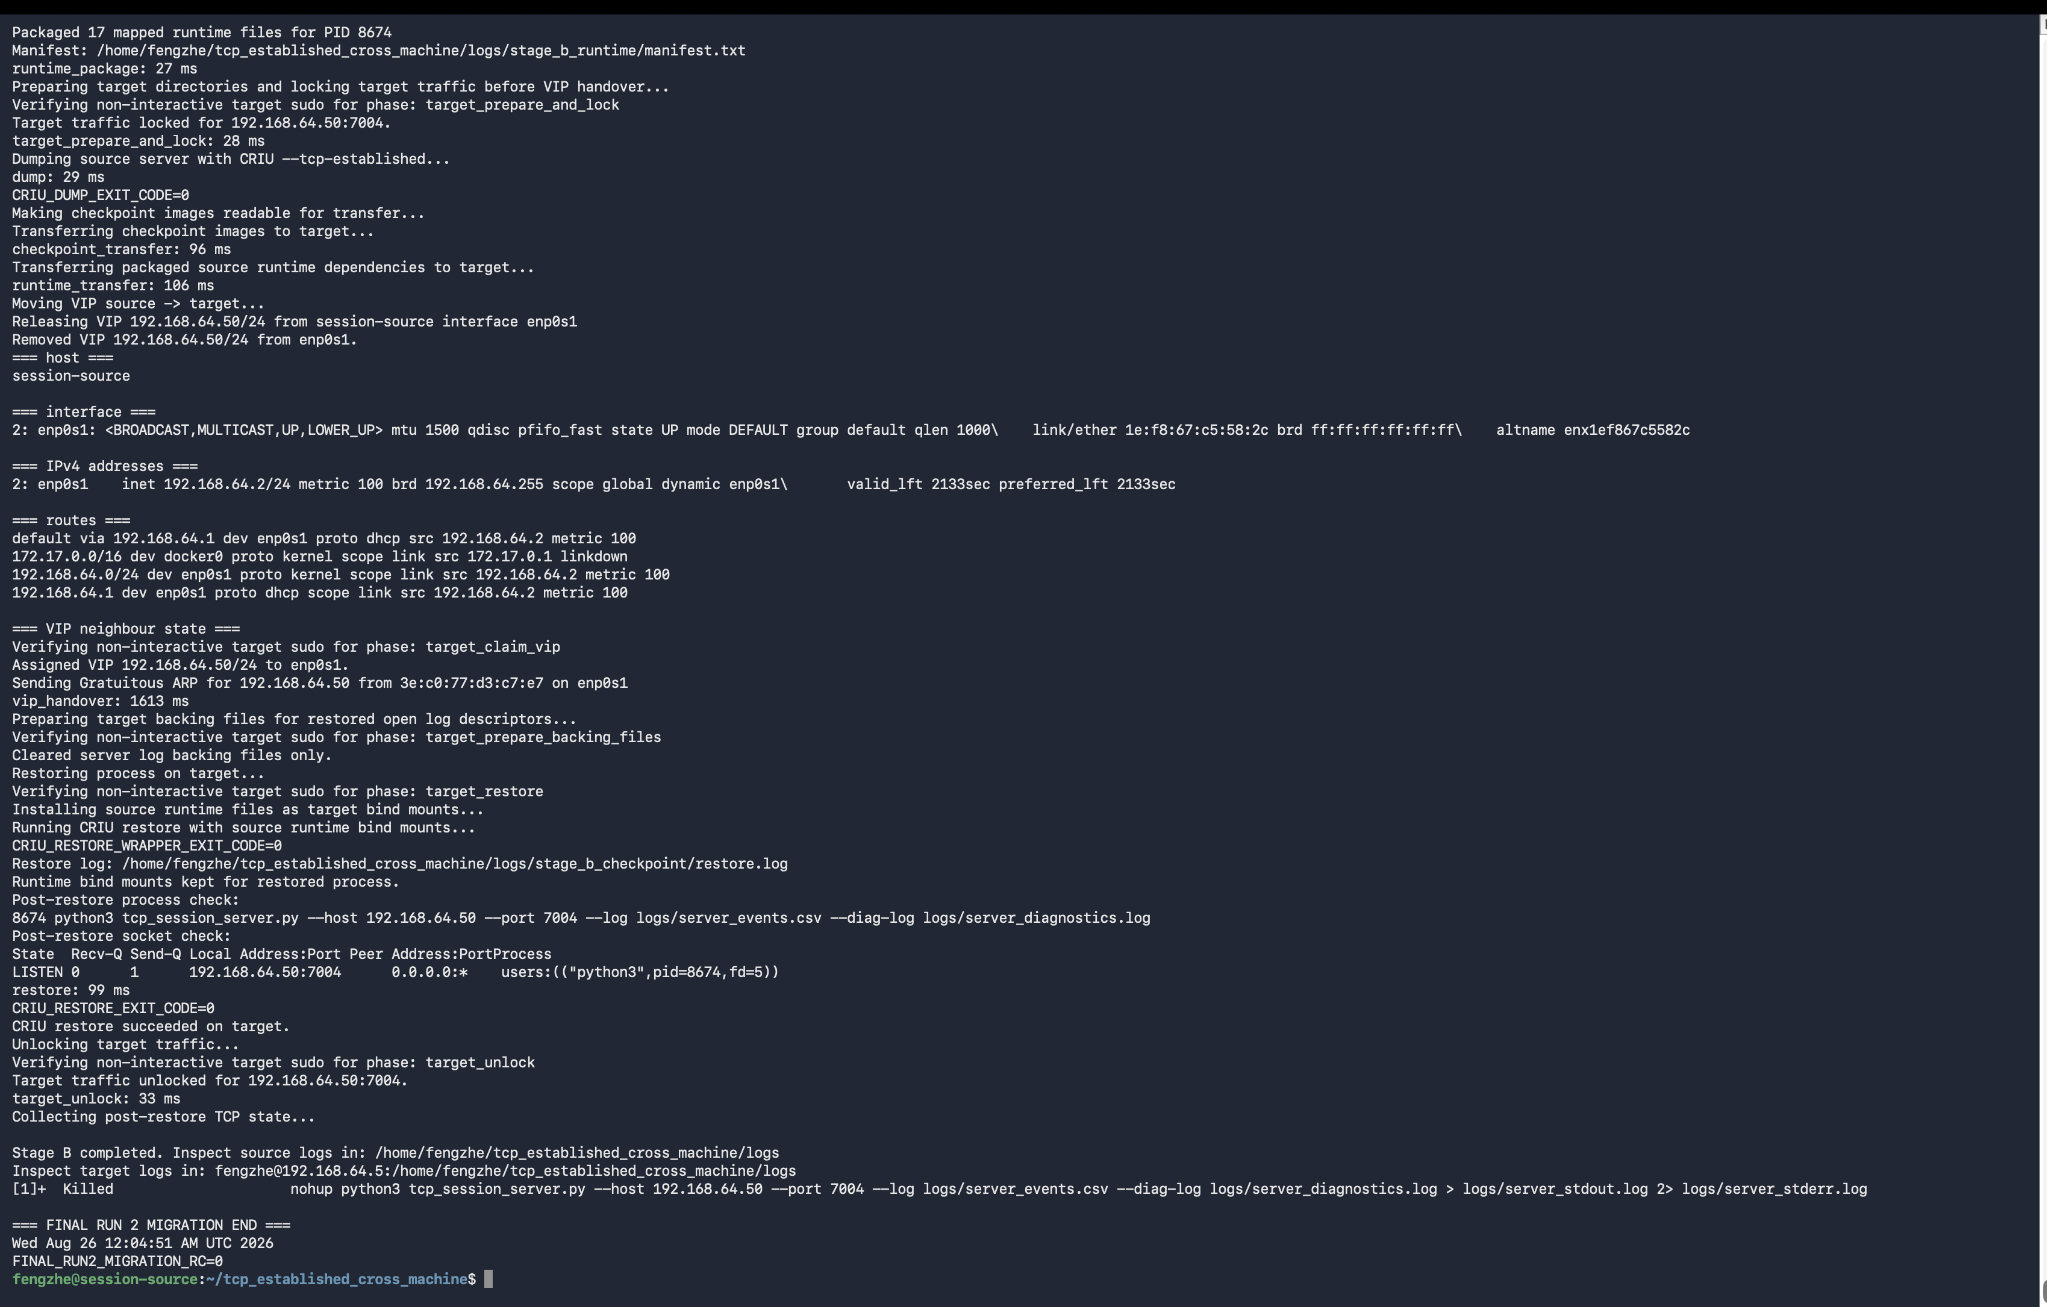 Packaged 17 mapped runtime files for PID 8674
Manifest: /home/fengzhe/tcp_established_cross_machine/logs/stage_b_runtime/manifest.txt
runtime_package: 27 ms
Preparing target directories and locking target traffic before VIP handover...
Verifying non-interactive target sudo for phase: target_prepare_and_lock
Target traffic locked for 192.168.64.50:7004.
target_prepare_and_lock: 28 ms
Dumping source server with CRIU --tcp-established...
dump: 29 ms
CRIU_DUMP_EXIT_CODE=0
Making checkpoint images readable for transfer...
Transferring checkpoint images to target...
checkpoint_transfer: 96 ms
Transferring packaged source runtime dependencies to target...
runtime_transfer: 106 ms
Moving VIP source -> target...
Releasing VIP 192.168.64.50/24 from session-source interface enp0s1
Removed VIP 192.168.64.50/24 from enp0s1.
=== host ===
session-source

=== interface ===
2: enp0s1: <BROADCAST,MULTICAST,UP,LOWER_UP> mtu 1500 qdisc pfifo_fast state UP mode DEFAULT group default qlen 1000\    link/ether 1e:f8:67:c5:58:2c brd ff:ff:ff:ff:ff:ff\    altname enx1ef867c5582c

=== IPv4 addresses ===
2: enp0s1    inet 192.168.64.2/24 metric 100 brd 192.168.64.255 scope global dynamic enp0s1\       valid_lft 2133sec preferred_lft 2133sec

=== routes ===
default via 192.168.64.1 dev enp0s1 proto dhcp src 192.168.64.2 metric 100
172.17.0.0/16 dev docker0 proto kernel scope link src 172.17.0.1 linkdown
192.168.64.0/24 dev enp0s1 proto kernel scope link src 192.168.64.2 metric 100
192.168.64.1 dev enp0s1 proto dhcp scope link src 192.168.64.2 metric 100

=== VIP neighbour state ===
Verifying non-interactive target sudo for phase: target_claim_vip
Assigned VIP 192.168.64.50/24 to enp0s1.
Sending Gratuitous ARP for 192.168.64.50 from 3e:c0:77:d3:c7:e7 on enp0s1
vip_handover: 1613 ms
Preparing target backing files for restored open log descriptors...
Verifying non-interactive target sudo for phase: target_prepare_backing_files
Cleared server log backing files only.
Restoring process on target...
Verifying non-interactive target sudo for phase: target_restore
Installing source runtime files as target bind mounts...
Running CRIU restore with source runtime bind mounts...
CRIU_RESTORE_WRAPPER_EXIT_CODE=0
Restore log: /home/fengzhe/tcp_established_cross_machine/logs/stage_b_checkpoint/restore.log
Runtime bind mounts kept for restored process.
Post-restore process check:
8674 python3 tcp_session_server.py --host 192.168.64.50 --port 7004 --log logs/server_events.csv --diag-log logs/server_diagnostics.log
Post-restore socket check:
State  Recv-Q Send-Q Local Address:Port Peer Address:PortProcess
LISTEN 0      1      192.168.64.50:7004      0.0.0.0:*    users:(("python3",pid=8674,fd=5))
restore: 99 ms
CRIU_RESTORE_EXIT_CODE=0
CRIU restore succeeded on target.
Unlocking target traffic...
Verifying non-interactive target sudo for phase: target_unlock
Target traffic unlocked for 192.168.64.50:7004.
target_unlock: 33 ms
Collecting post-restore TCP state...

Stage B completed. Inspect source logs in: /home/fengzhe/tcp_established_cross_machine/logs
Inspect target logs in: fengzhe@192.168.64.5:/home/fengzhe/tcp_established_cross_machine/logs
[1]+  Killed                     nohup python3 tcp_session_server.py --host 192.168.64.50 --port 7004 --log logs/server_events.csv --diag-log logs/server_diagnostics.log > logs/server_stdout.log 2> logs/server_stderr.log

=== FINAL RUN 2 MIGRATION END ===
Wed Aug 26 12:04:51 AM UTC 2026
FINAL_RUN2_MIGRATION_RC=0
fengzhe@session-source:~/tcp_established_cross_machine$